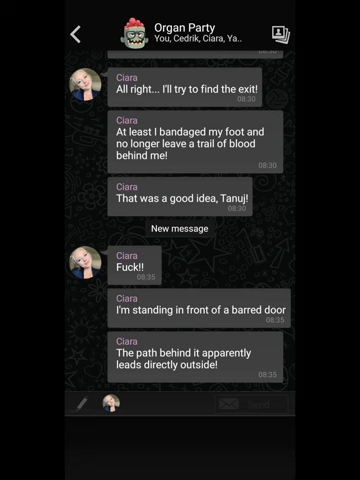 Organ Party
You, Cedrik, Ciara, Ya..
08:30
Ciara
All right... I'll try to find the exit!
08:30
Ciara
At least I bandaged my foot and
no longer leave a trail of blood
behind me!
08:30
Ciara
That was a good idea, Tanuj!
08:30
New message
Ciara
Fuck!!
08:35
Ciara
I'm standing in front of a barred door
08:35
Ciara
The path behind it apparently
leads directly outside!
08:35
Send